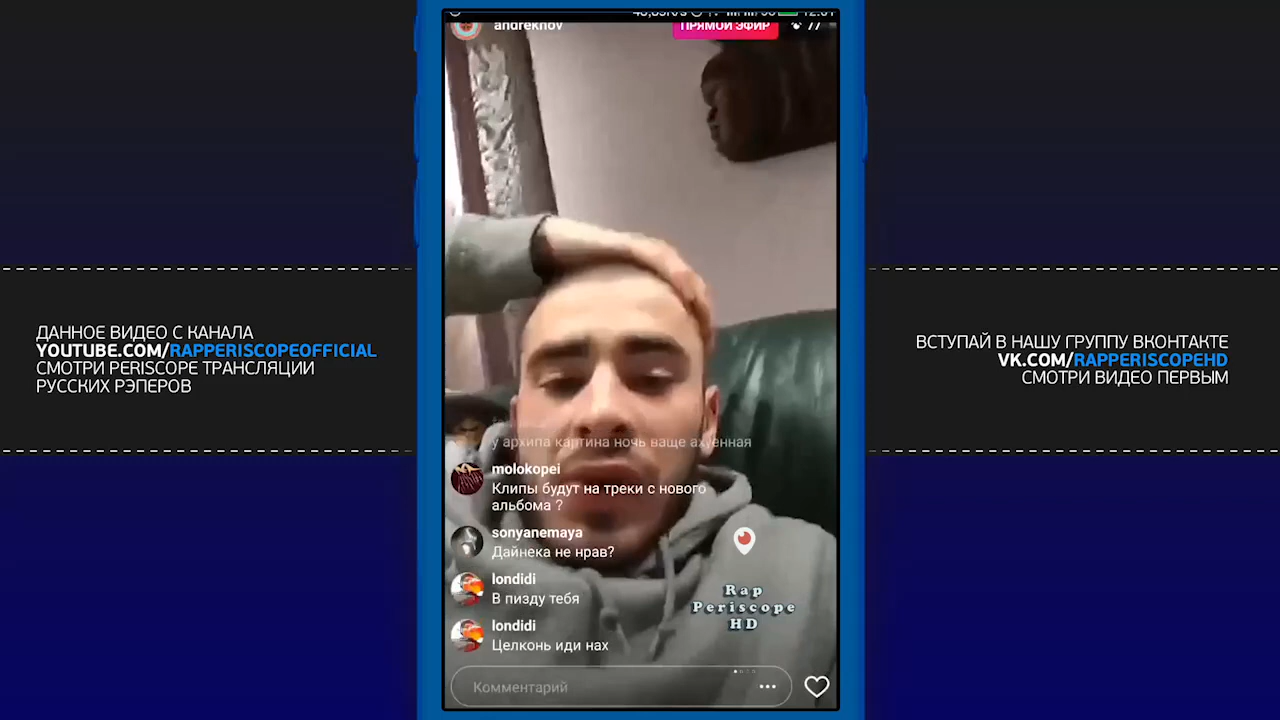 andreknov
ПРЯМОЙ ЭФИР
77
ДАННОЕ ВИДЕО С КАНАЛА
YOUTUBE.COM/RAPPERISCOPEOFFICIAL
СМОТРИ PERISCOPE ТРАНСЛЯЦИИ
РУССКИХ РЭПЕРОВ
ВСТУПАЙ В НАШУ ГРУППУ ВКОНТАКТЕ
VK.COM/RAPPERISCOPEHD
СМОТРИ ВИДЕО ПЕРВЫМ
у архипа картина ночь ваще ахуенная
molokopei
Клипы будут на треки с нового
альбома ?
sonyanemaya
Дайнека не нрав?
londidi
В пизду тебя
londidi
Целконь иди нах
Rap
Periscope
HD
Комментарий